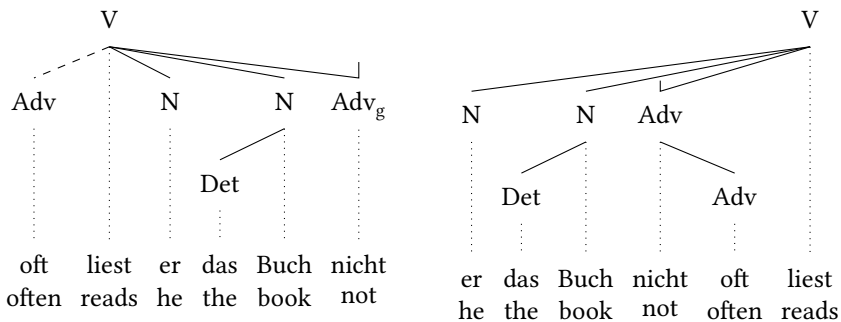 V
Adv N N Adv_g
Det
oft liest er das Buch nicht
often reads he the book not
V
N N Adv
Det Adv
er das Buch nicht oft liest
he the book not often reads